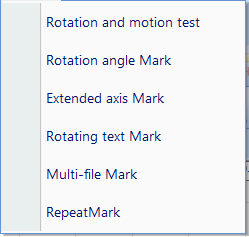 Rotation and motion test
Rotation angle Mark
Extended axis Mark
Rotating text Mark
Multi-file Mark
RepeatMark